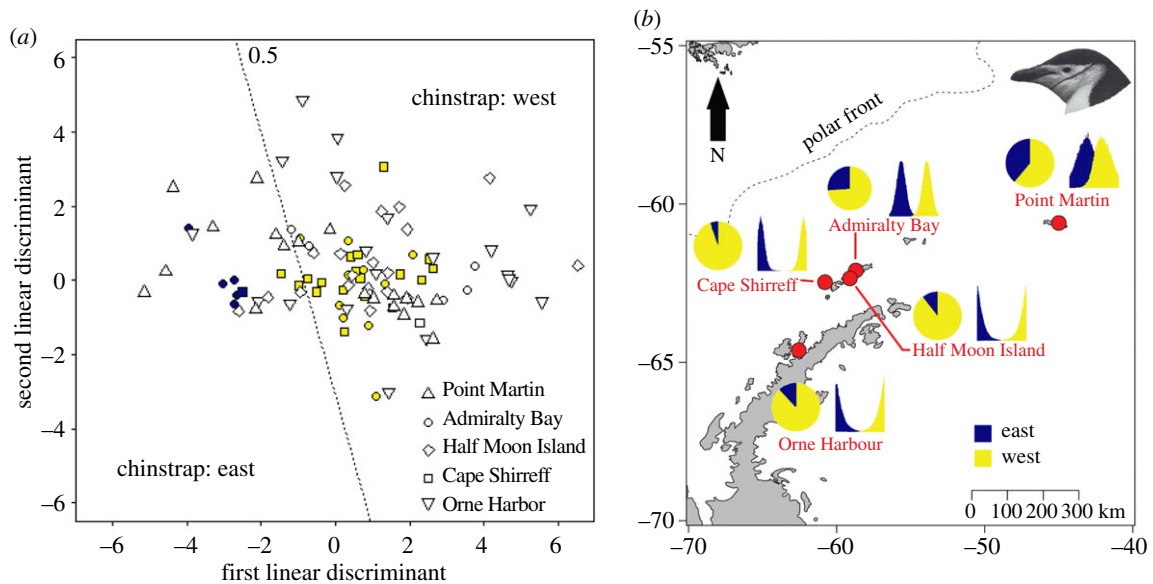 (a)
6
4
2
0
−2
−4
−6
second linear discriminant
0.5
chinstrap: west
chinstrap: east
Point Martin
Admiralty Bay
Half Moon Island
Cape Shirreff
Orne Harbor
−6
−4
−2
0
2
4
6
first linear discriminant
(b)
−55
−60
−65
−70
N
polar front
Point Martin
Admiralty Bay
Cape Shirreff
Half Moon Island
Orne Harbour
east
west
0 100 200 300 km
−70
−60
−50
−40